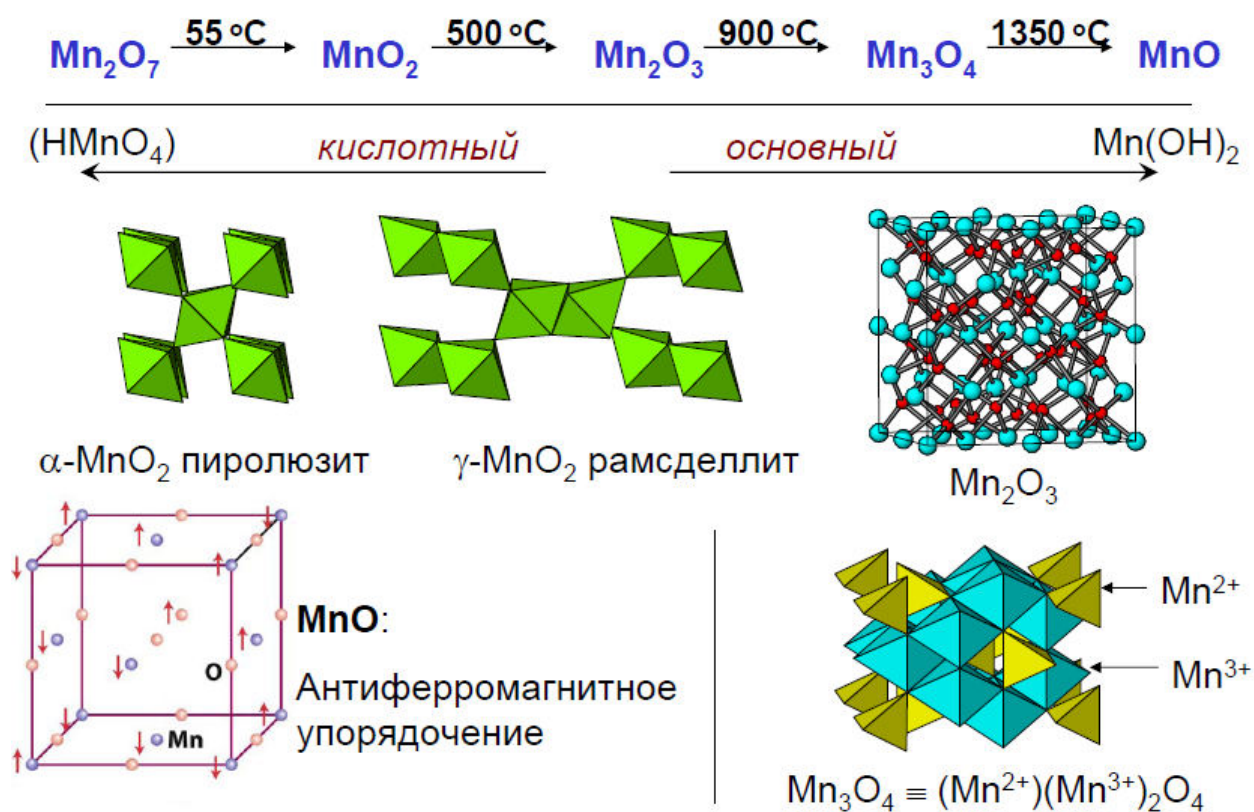 55 °C 500 °C 900 °C 1350 °C
Mn₂O₇ MnO₂ Mn₂O₃ Mn₃O₄ MnO
(HMnO₄) кислотный основный Mn(OH)₂
α-MnO₂ пиролюзит
γ-MnO₂ рамсделлит
Mn₂O₃
MnO:
Антиферромагнитное
упорядочение
O
Mn
Mn²⁺
Mn³⁺
Mn₃O₄ ≡ (Mn²⁺)(Mn³⁺)₂O₄